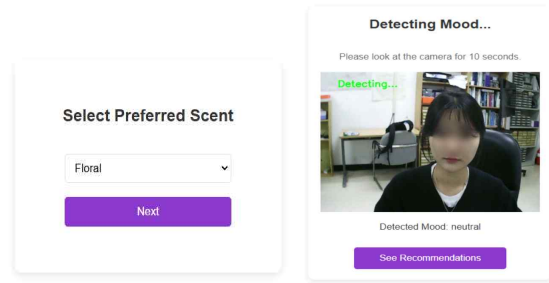 Select Preferred Scent
Floral
Next
Detecting Mood...
Please look at the camera for 10 seconds.
Detecting...
Detected Mood: neutral
See Recommendations